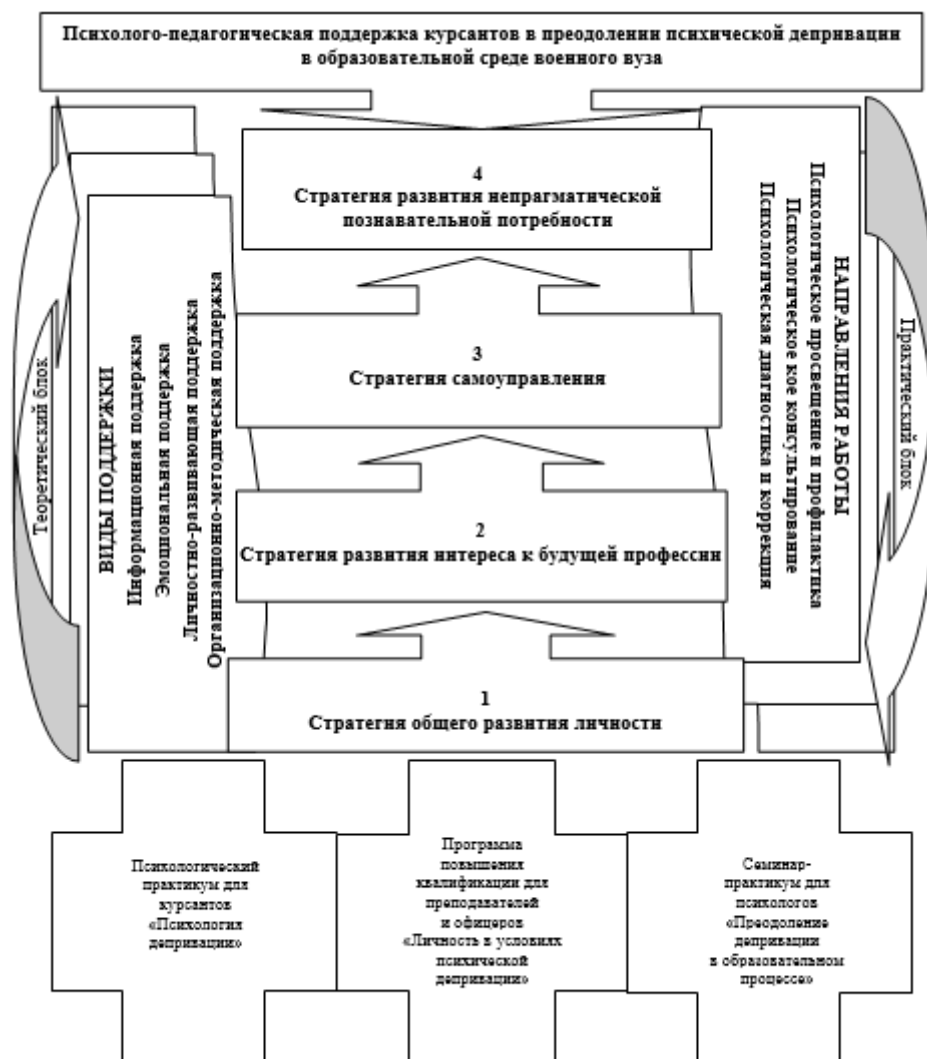 Психолого-педагогическая поддержка курсантов в преодолении психической депривации
в образовательной среде военного вуза
4
Стратегия развития непрагматической
познавательной потребности
3
Стратегия самоуправления
2
Стратегия развития интереса к будущей профессии
1
Стратегия общего развития личности
Теоретический блок
ВИДЫ ПОДДЕРЖКИ
Информационная поддержка
Эмоциональная поддержка
Личностно-развивающая поддержка
Организационно-методическая поддержка
НАПРАВЛЕНИЯ РАБОТЫ
Психологическое просвещение и профилактика
Психологическое кое консультирование
Психологическая диагностика и коррекция
Практический блок
Психологический
практикум для
курсантов
«Психология
депривации»
Программа
повышения
квалификации для
преподавателей
и офицеров
«Личность в условиях
психической
депривации»
Семинар-
практикум для
психологов
«Преодоление
депривации
в образовательном
процессе»